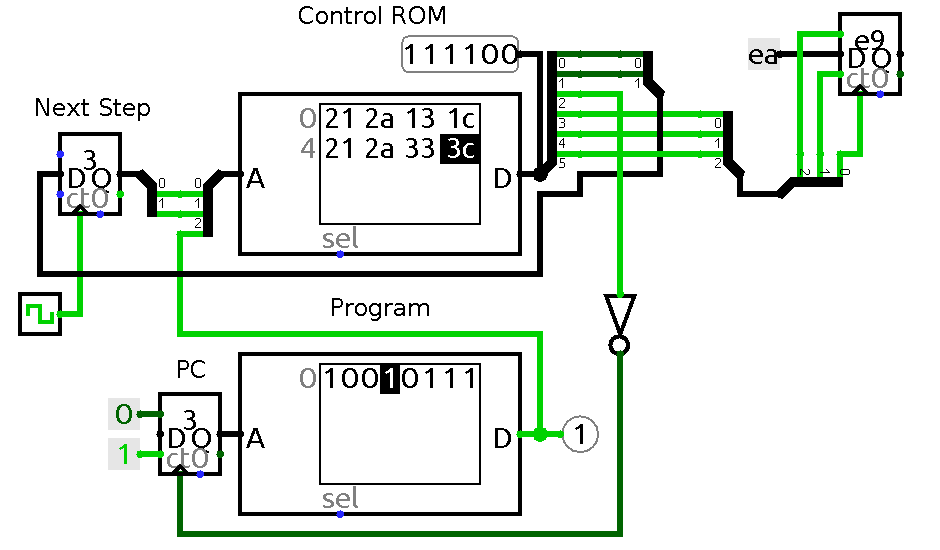 Control ROM
111100
ea
e9
D Q
ct0
2 1 0
0
1
2
3
4
5
0
1
0
1
2
Next Step
3
D Q
ct0
0
1
0
1
2
A
0 21 2a 13 1c
4 21 2a 33 3c
D
sel
Program
PC
0
1
3
D Q
ct0
A
0 10010111
D
1
sel